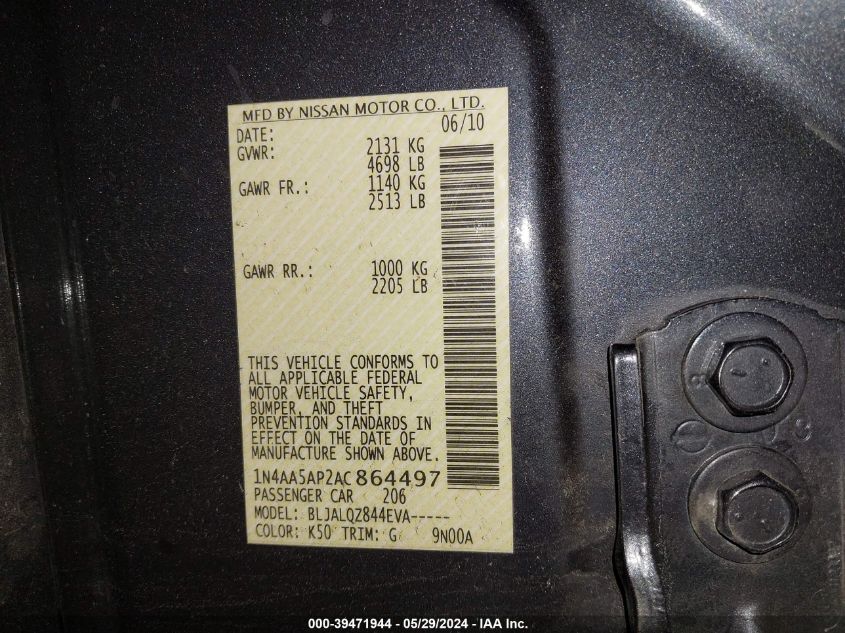 MFD BY NISSAN MOTOR CO., LTD.
DATE: 06/10
GVWR: 2131 KG
4698 LB
GAWR FR.: 1140 KG
2513 LB
GAWR RR.: 1000 KG
2205 LB
THIS VEHICLE CONFORMS TO
ALL APPLICABLE FEDERAL
MOTOR VEHICLE SAFETY,
BUMPER, AND THEFT
PREVENTION STANDARDS IN
EFFECT ON THE DATE OF
MANUFACTURE SHOWN ABOVE.
1N4AA5AP2AC864497
PASSENGER CAR 206
MODEL: BLJALQZ844EVA-----
COLOR: K50 TRIM: G 9N00A
000-39471944 - 05/29/2024 - IAA Inc.